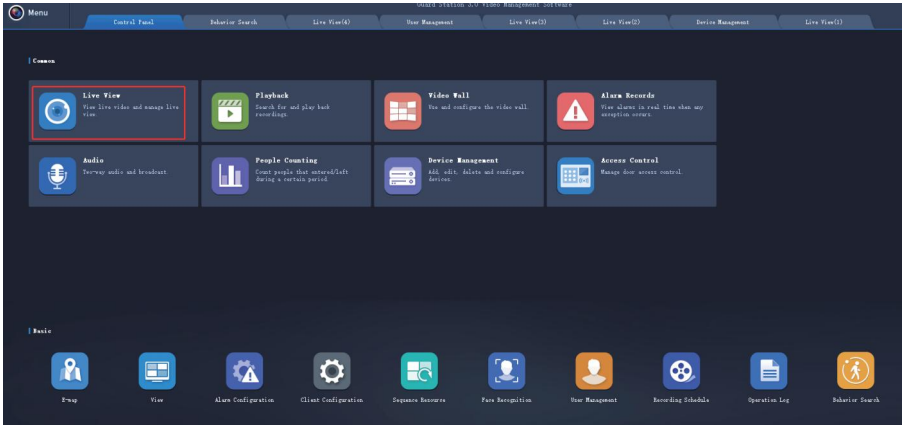 Guard Station 3.0 Video Management Software
Menu
Control Panel
Behavior Search
Live View(4)
User Management
Live View(3)
Live View(2)
Device Management
Live View(1)
Common
Live View
View live video and manage live
view.
Playback
Search for and play back
recordings.
Video Wall
Use and configure the video wall.
Alarm Records
View alarms in real time when any
exception occurs.
Audio
Two-way audio and broadcast.
People Counting
Count people that entered/left
during a certain period.
Device Management
Add, edit, delete and configure
devices.
Access Control
Manage door access control.
Basic
E-map
View
Alarm Configuration
Client Configuration
Sequence Resource
Face Recognition
User Management
Recording Schedule
Operation Log
Behavior Search